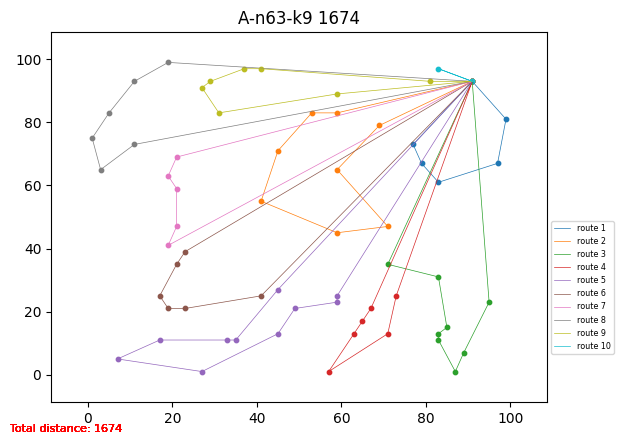 A-n63-k9 1674
100
80
60
40
20
0
0 20 40 60 80 100
route 1
route 2
route 3
route 4
route 5
route 6
route 7
route 8
route 9
route 10
Total distance: 1674